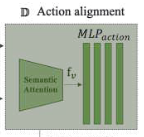 D Action alignment
MLP_action
Semantic
Attention
f_v